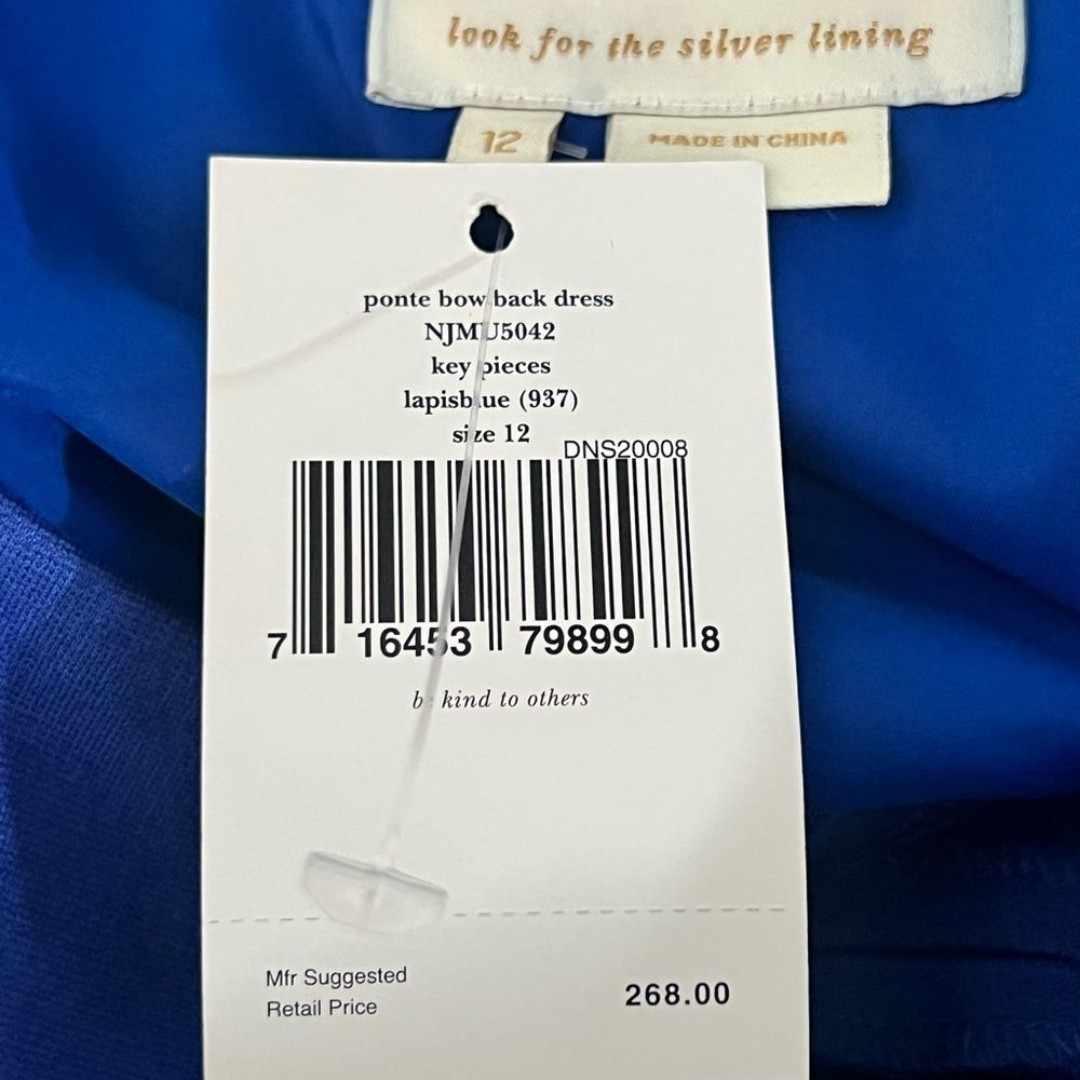 look for the silver lining
12
MADE IN CHINA
ponte bow back dress
NJMU5042
key pieces
lapisblue (937)
size 12
DNS20008
7 16453 79899 8
be kind to others
Mfr Suggested
Retail Price
268.00